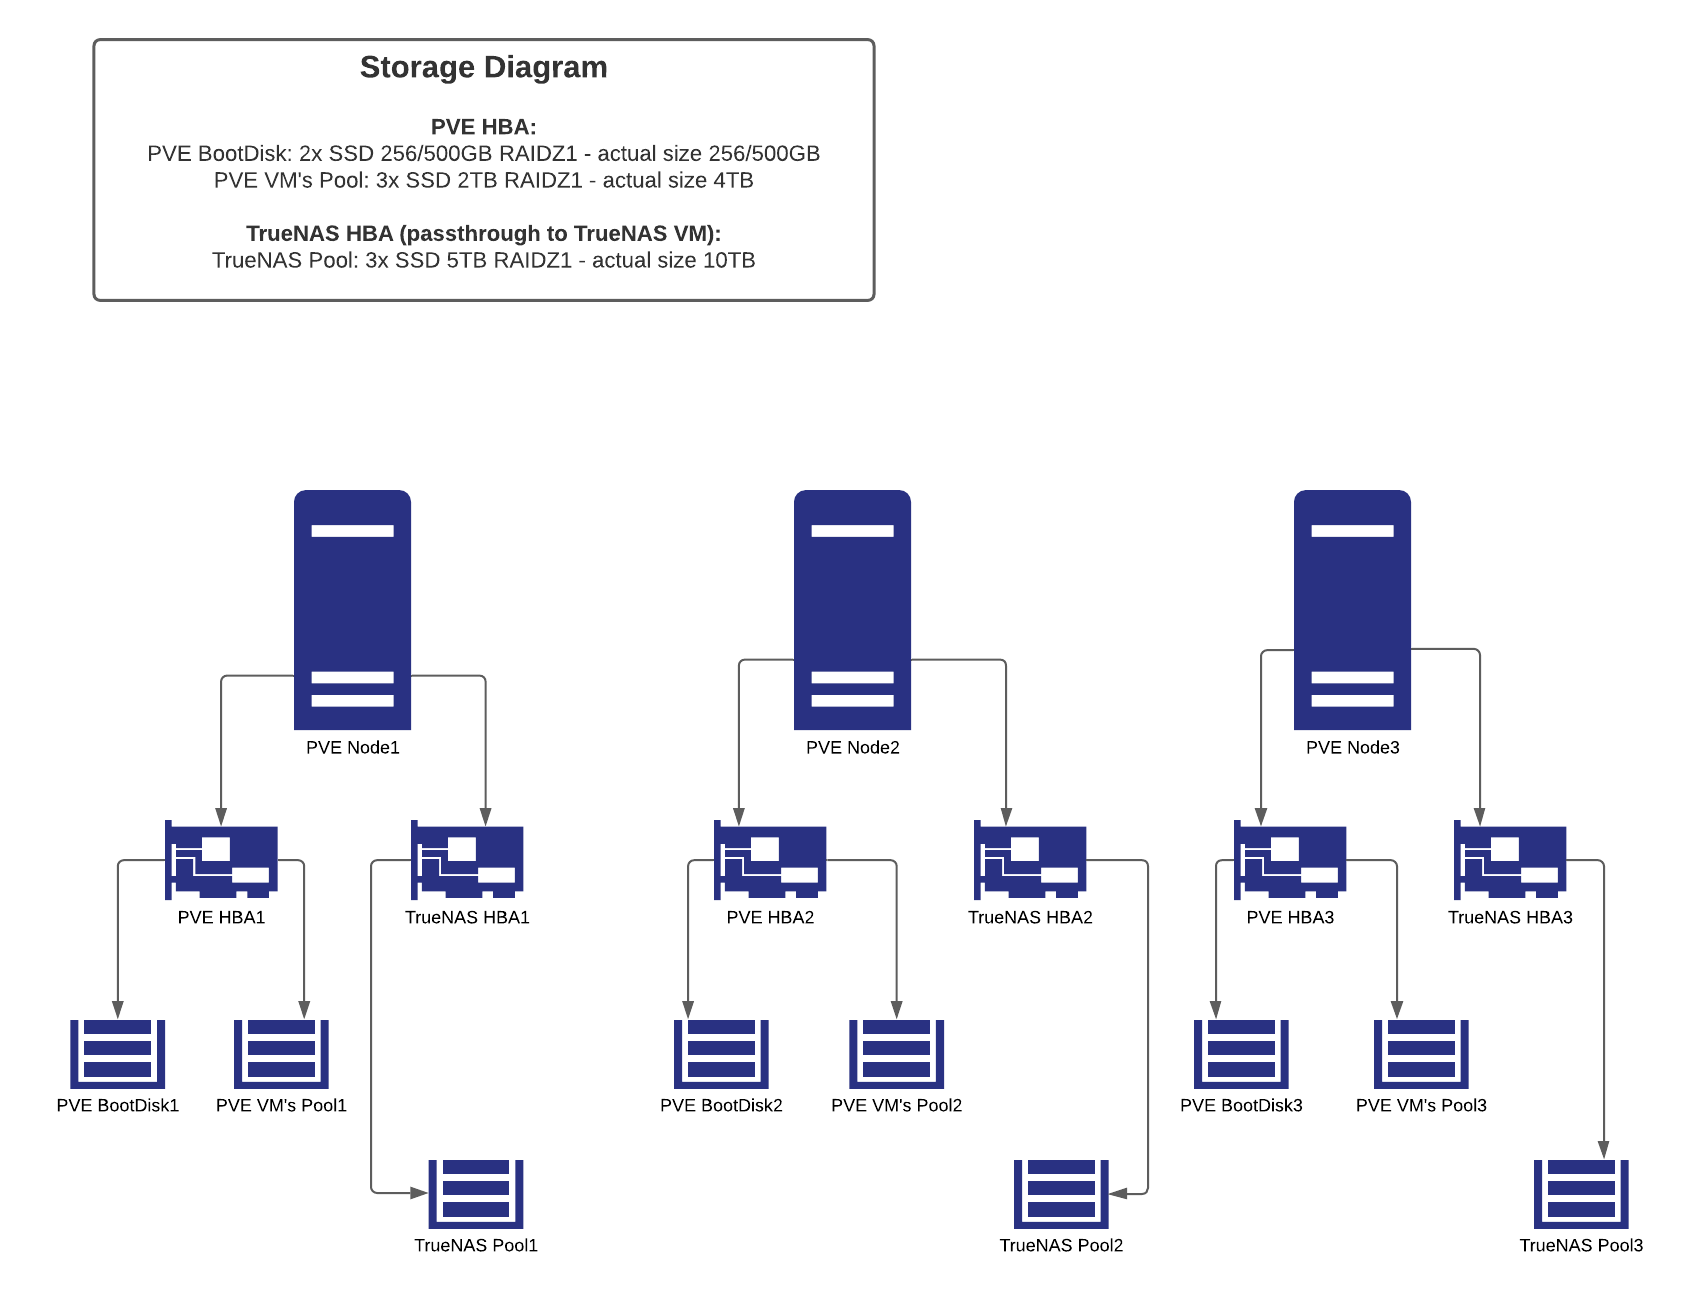 Storage Diagram
PVE HBA:
PVE BootDisk: 2x SSD 256/500GB RAIDZ1 - actual size 256/500GB
PVE VM's Pool: 3x SSD 2TB RAIDZ1 - actual size 4TB
TrueNAS HBA (passthrough to TrueNAS VM):
TrueNAS Pool: 3x SSD 5TB RAIDZ1 - actual size 10TB
PVE Node1
PVE Node2
PVE Node3
PVE HBA1
TrueNAS HBA1
PVE HBA2
TrueNAS HBA2
PVE HBA3
TrueNAS HBA3
PVE BootDisk1
PVE VM's Pool1
PVE BootDisk2
PVE VM's Pool2
PVE BootDisk3
PVE VM's Pool3
TrueNAS Pool1
TrueNAS Pool2
TrueNAS Pool3